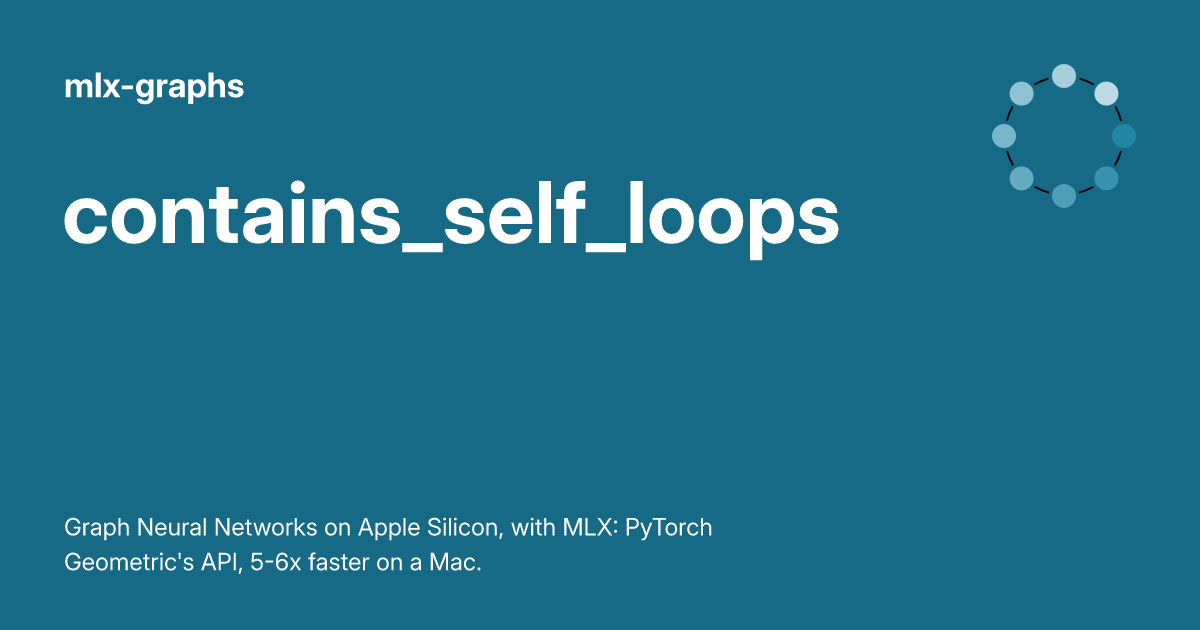 mlx-graphs
contains_self_loops
Graph Neural Networks on Apple Silicon, with MLX: PyTorch
Geometric's API, 5-6x faster on a Mac.